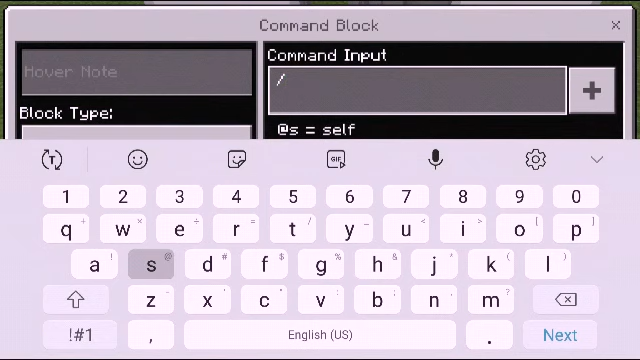 Command Block
×
Hover Note
Command Input
/
+
Block Type:
@s = self
T
GIF
1 2 3 4 5 6 7 8 9 0
q + w × e ÷ r = t / y _ u < i > o [ p ]
a ! s @ d # f $ g % h & j * k ( l )
z - x ' c " v : b ; n , m ?
!#1 , English (US) . Next